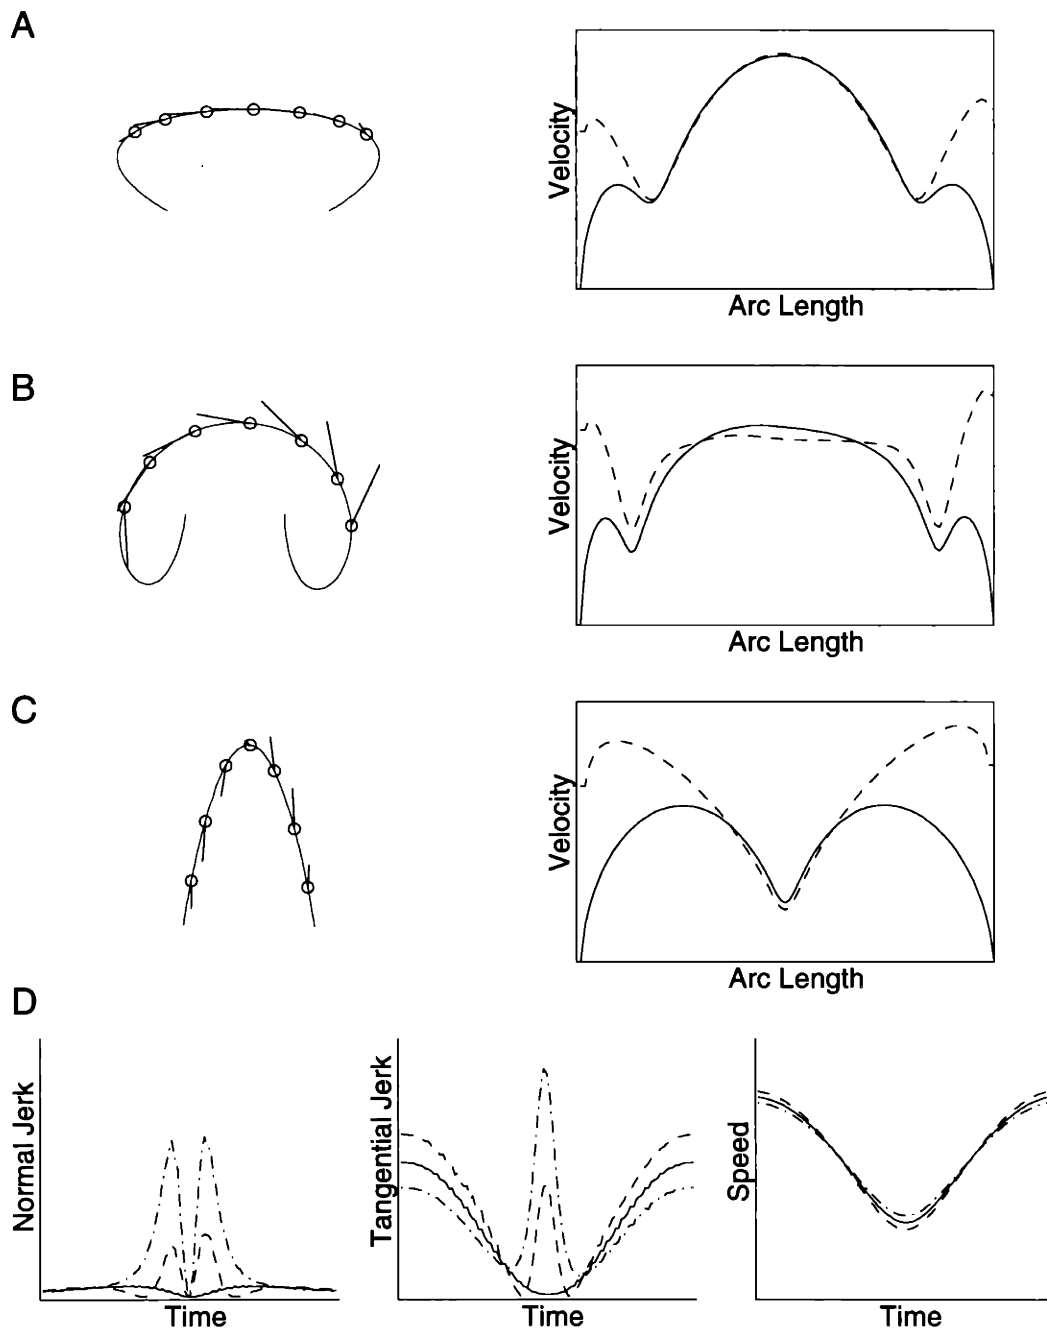 A
Velocity
Arc Length
B
Velocity
Arc Length
C
Velocity
Arc Length
D
Normal Jerk
Time
Tangential Jerk
Time
Speed
Time